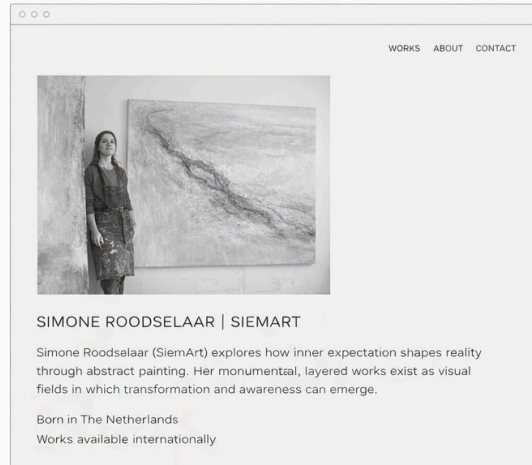 WORKS ABOUT CONTACT
SIMONE ROODSELAAR | SIEMART
Simone Roodselaar (SiemArt) explores how inner expectation shapes reality
through abstract painting. Her monumental, layered works exist as visual
fields in which transformation and awareness can emerge.
Born in The Netherlands
Works available internationally